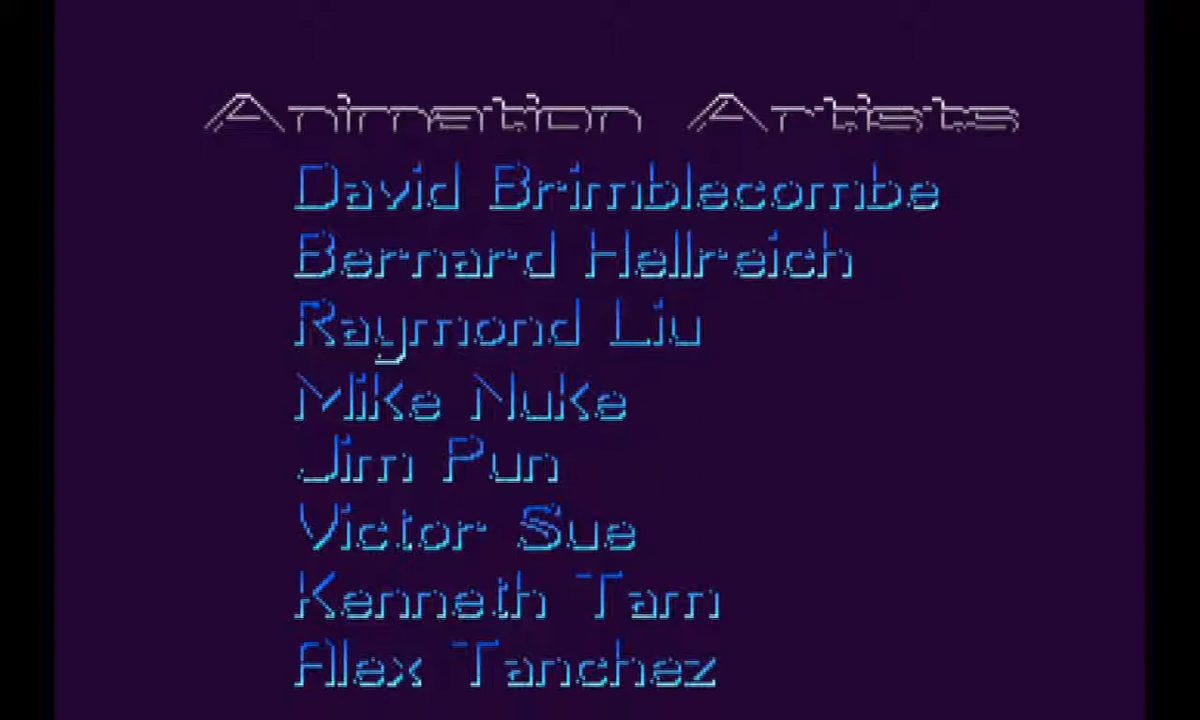 Animation Artists
David Brimblecombe
Bernard Hellreich
Raymond Liu
Mike Nuke
Jim Pun
Victor Sue
Kenneth Tam
Alex Tanchez